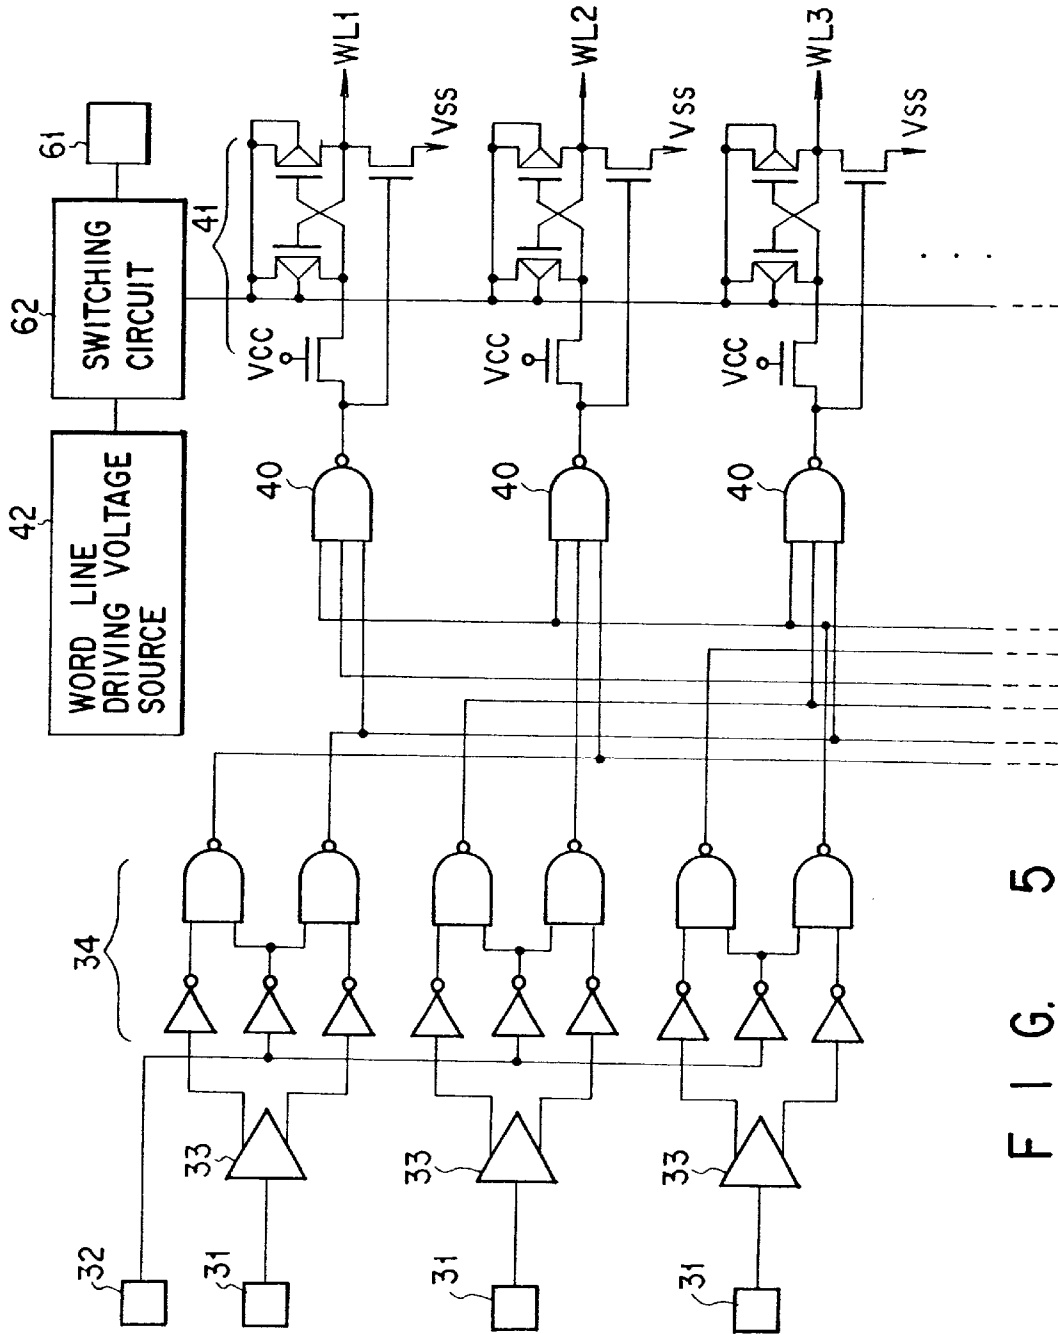 42
WORD LINE
DRIVING VOLTAGE
SOURCE
62
SWITCHING
CIRCUIT
61
41
34
32
31
33
31
33
31
33
40
VCC
WL1
VSS
40
VCC
WL2
VSS
40
VCC
WL3
VSS
FIG. 5